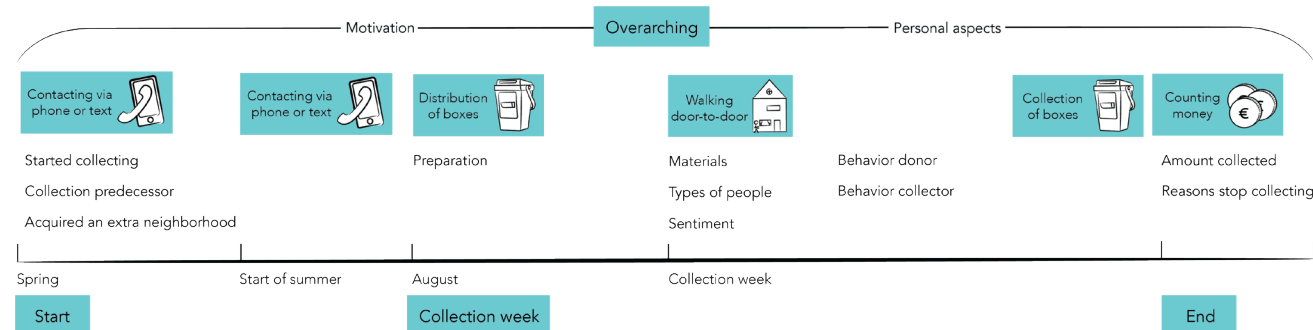 Motivation
Overarching
Personal aspects
Contacting via
phone or text
Contacting via
phone or text
Distribution
of boxes
Walking
door-to-door
Collection
of boxes
Counting
money
€
Started collecting
Collection predecessor
Acquired an extra neighborhood
Preparation
Materials
Types of people
Sentiment
Behavior donor
Behavior collector
Amount collected
Reasons stop collecting
Spring
Start of summer
August
Collection week
Start
Collection week
End